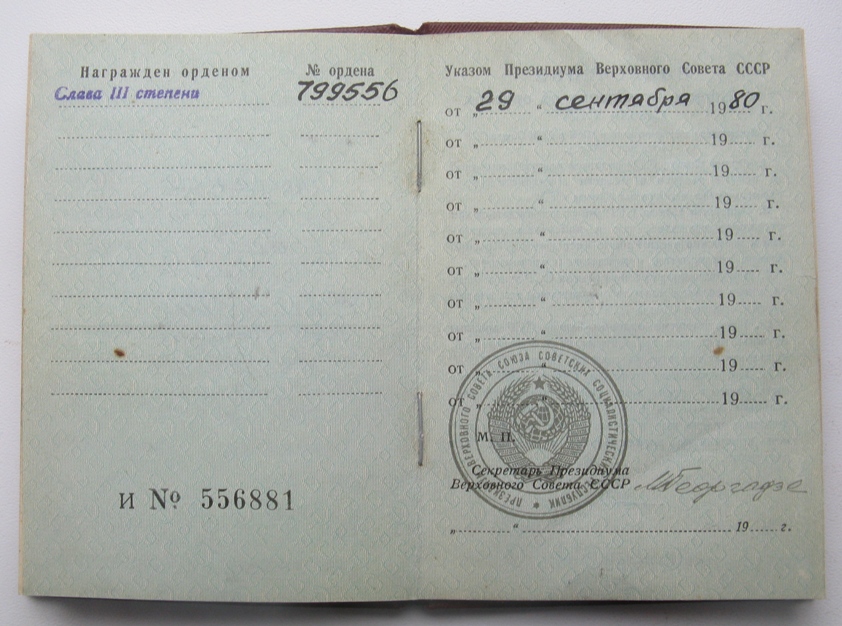 Награжден орденом
№ ордена
Слава III степени
799556
И № 556881
Указом Президиума Верховного Совета СССР
от „29“ сентября 1980 г.
от „ “ 19 г.
от „ “ 19 г.
от „ “ 19 г.
от „ “ 19 г.
от „ “ 19 г.
от „ “ 19 г.
от „ “ 19 г.
от „ “ 19 г.
от „ “ 19 г.
ПРЕЗИДИУМ ВЕРХОВНОГО СОВЕТА СОЮЗА СОВЕТСКИХ СОЦИАЛИСТИЧЕСКИХ РЕСПУБЛИК
М. П.
Секретарь Президиума
Верховного Совета СССР
МГеоргадзе
„ “ 19 г.